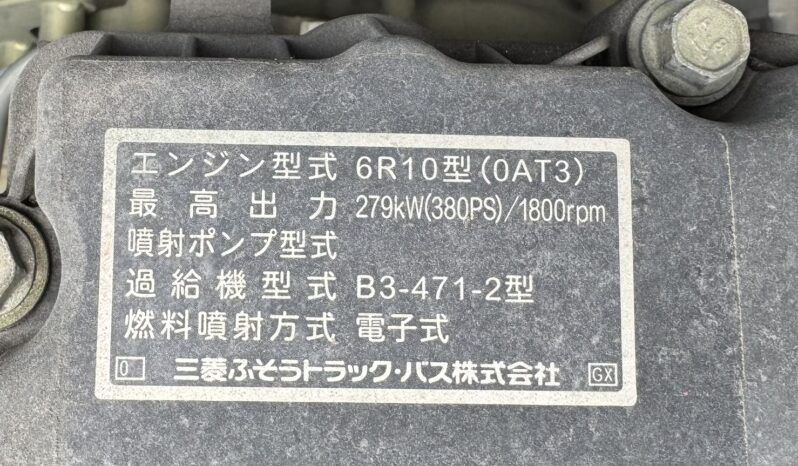 エンジン型式 6R10型(0AT3)
最高出力 279kW(380PS)/1800rpm
噴射ポンプ型式
過給機型式 B3-471-2型
燃料噴射方式 電子式
0 三菱ふそうトラック・バス株式会社 GX